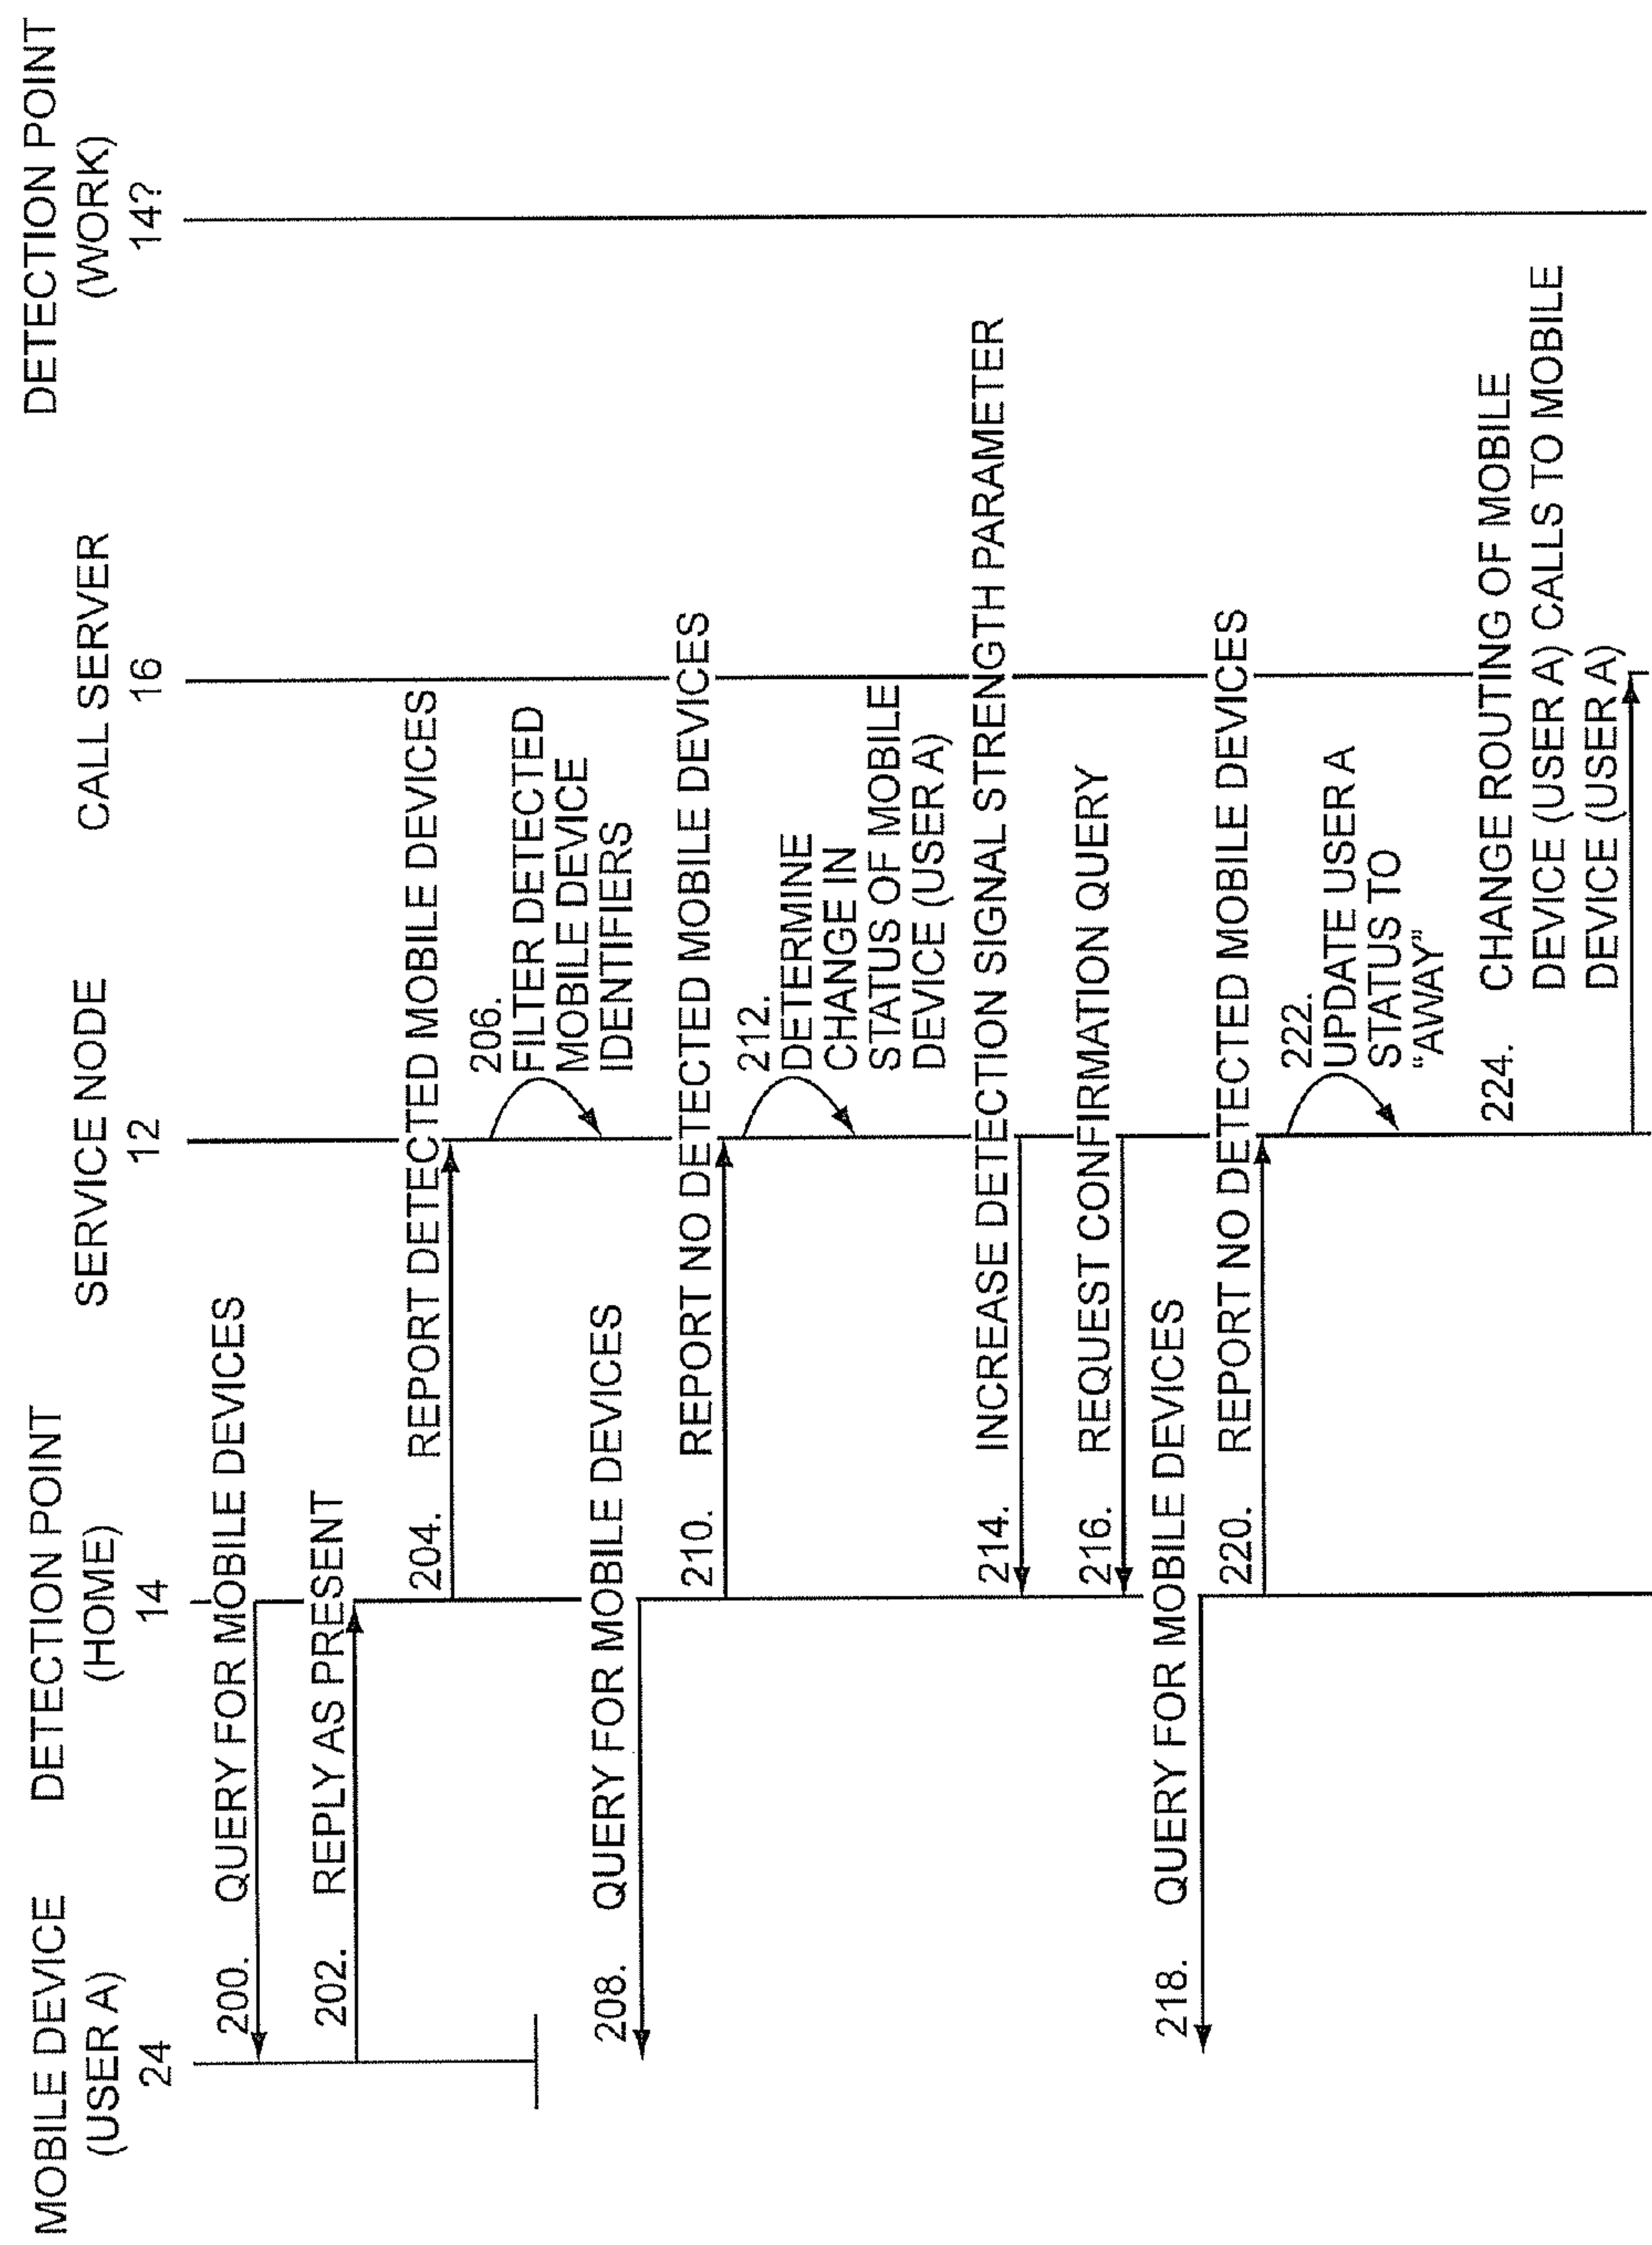 MOBILE DEVICE
(USER A)
24
DETECTION POINT
(HOME)
14
SERVICE NODE
12
CALL SERVER
16
DETECTION POINT
(WORK)
14?
200. QUERY FOR MOBILE DEVICES
202. REPLY AS PRESENT
204. REPORT DETECTED MOBILE DEVICES
206.
FILTER DETECTED
MOBILE DEVICE
IDENTIFIERS
208. QUERY FOR MOBILE DEVICES
210. REPORT NO DETECTED MOBILE DEVICES
212.
DETERMINE
CHANGE IN
STATUS OF MOBILE
DEVICE (USER A)
214. INCREASE DETECTION SIGNAL STRENGTH PARAMETER
216. REQUEST CONFIRMATION QUERY
218. QUERY FOR MOBILE DEVICES
220. REPORT NO DETECTED MOBILE DEVICES
222.
UPDATE USER A
STATUS TO
“AWAY”
224. CHANGE ROUTING OF MOBILE
DEVICE (USER A) CALLS TO MOBILE
DEVICE (USER A)